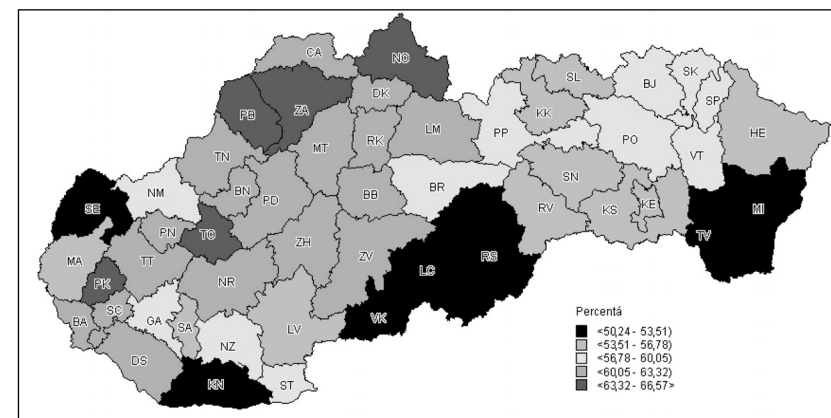 CA
NO
SL
BJ
SK
SP
PB
ZA
DK
KK
HE
LM
PP
PO
TN
MT
RK
VT
SN
BN
PD
BB
BR
NM
SE
MI
KS
KE
RV
PN
TO
ZH
ZV
TV
MA
TT
LC
RS
PK
NR
SC
GA
SA
LV
VK
BA
NZ
DS
KN
ST
Percentá
<50,24 - 53,51)
<53,51 - 56,78)
<56,78 - 60,05)
<60,05 - 63,32)
<63,32 - 66,57>